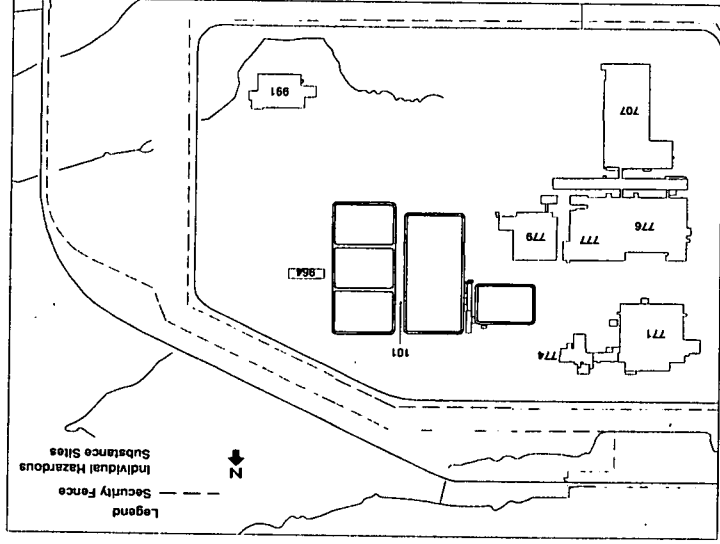 Legend
Security Fence
Individual Hazardous
Substance Sites
N
771
774
101
964
776
777
779
707
991